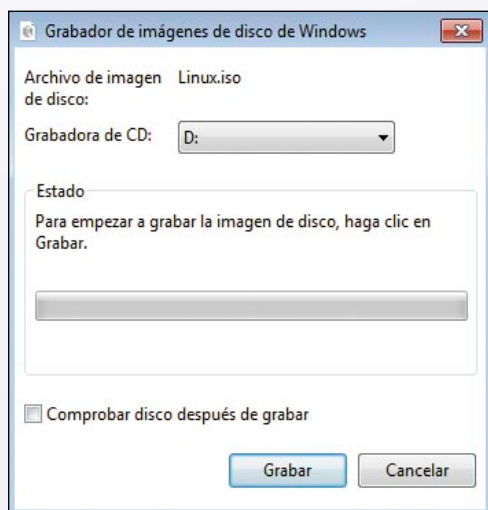 Grabador de imágenes de disco de Windows
Archivo de imagen Linux.iso
de disco:
Grabadora de CD: D:
Estado
Para empezar a grabar la imagen de disco, haga clic en
Grabar.
Comprobar disco después de grabar
Grabar Cancelar